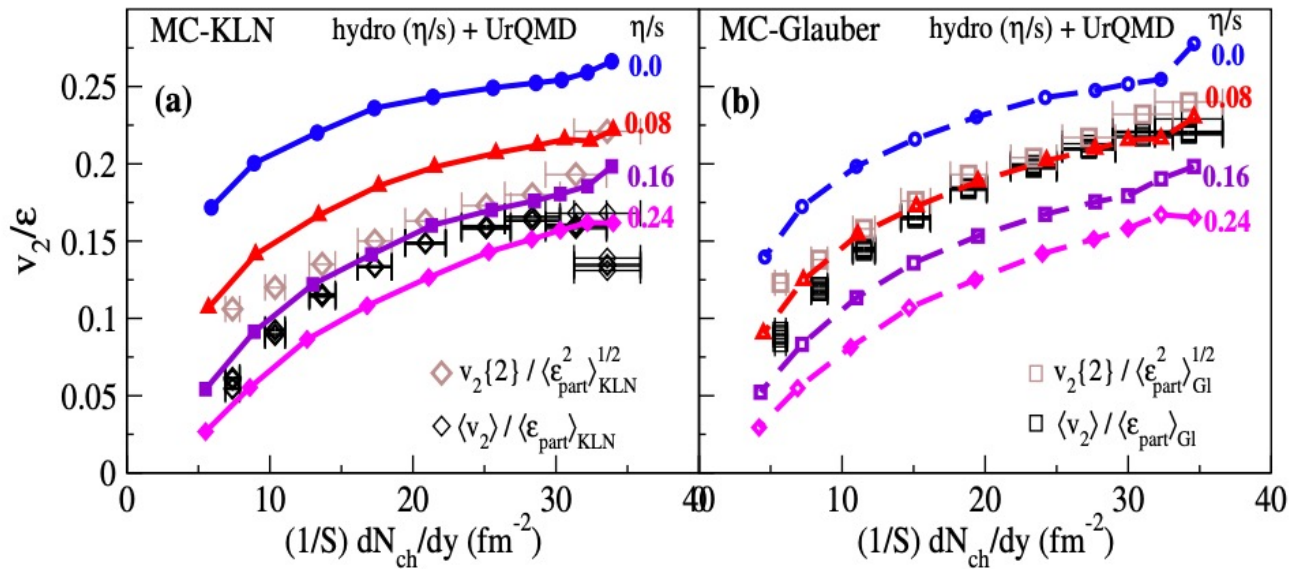 MC-KLN hydro (η/s) + UrQMD η/s
0.0
(a)
0.08
0.16
0.24
v₂{2} / ⟨ε²part⟩^1/2 KLN
⟨v₂⟩ / ⟨εpart⟩KLN
v₂/ε
0.25
0.2
0.15
0.1
0.05
0
0 10 20 30 40
(1/S) dNch/dy (fm⁻²)
MC-Glauber hydro (η/s) + UrQMD η/s
0.0
(b)
0.08
0.16
0.24
v₂{2} / ⟨ε²part⟩^1/2 Gl
⟨v₂⟩ / ⟨εpart⟩Gl
10 20 30 40
(1/S) dNch/dy (fm⁻²)